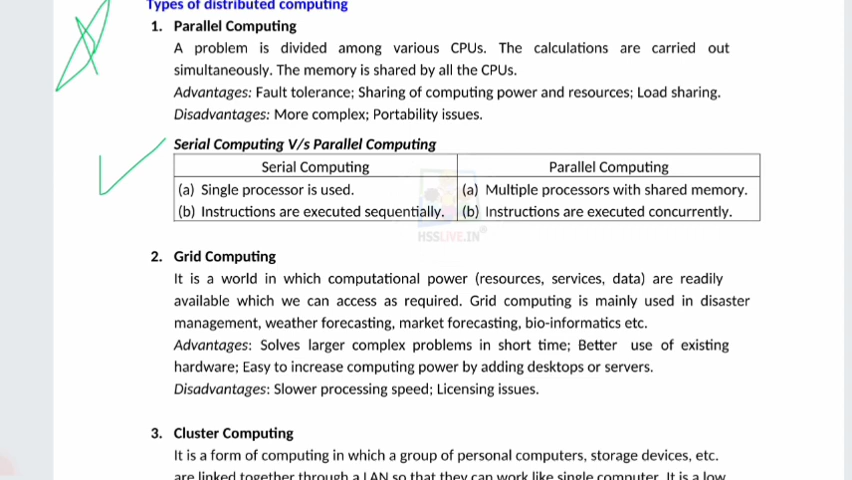 Types of distributed computing
1. Parallel Computing
A problem is divided among various CPUs. The calculations are carried out
simultaneously. The memory is shared by all the CPUs.
Advantages: Fault tolerance; Sharing of computing power and resources; Load sharing.
Disadvantages: More complex; Portability issues.
Serial Computing V/s Parallel Computing
Serial Computing Parallel Computing
(a) Single processor is used. (a) Multiple processors with shared memory.
(b) Instructions are executed sequentially. (b) Instructions are executed concurrently.
HSSLIVE.IN®
2. Grid Computing
It is a world in which computational power (resources, services, data) are readily
available which we can access as required. Grid computing is mainly used in disaster
management, weather forecasting, market forecasting, bio-informatics etc.
Advantages: Solves larger complex problems in short time; Better use of existing
hardware; Easy to increase computing power by adding desktops or servers.
Disadvantages: Slower processing speed; Licensing issues.
3. Cluster Computing
It is a form of computing in which a group of personal computers, storage devices, etc.
are linked together through a LAN so that they can work like single computer. It is a low